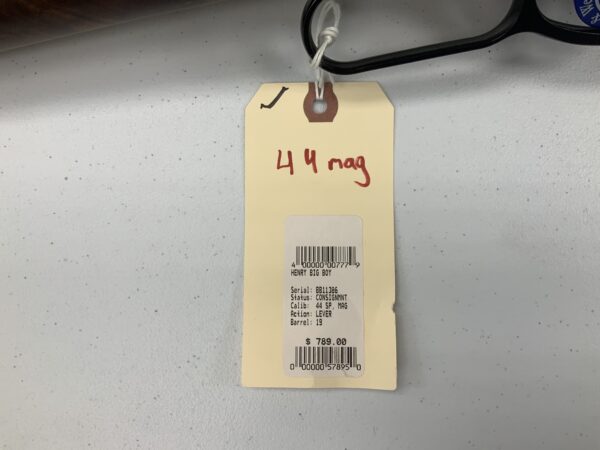 J
44 mag
4 00000 00777 9
HENRY BIG BOY
Serial: BB11386
Status: CONSIGNMNT
Calib: 44 SP, MAG
Action: LEVER
Barrel: 19
$ 789.00
0 00000 57895 0